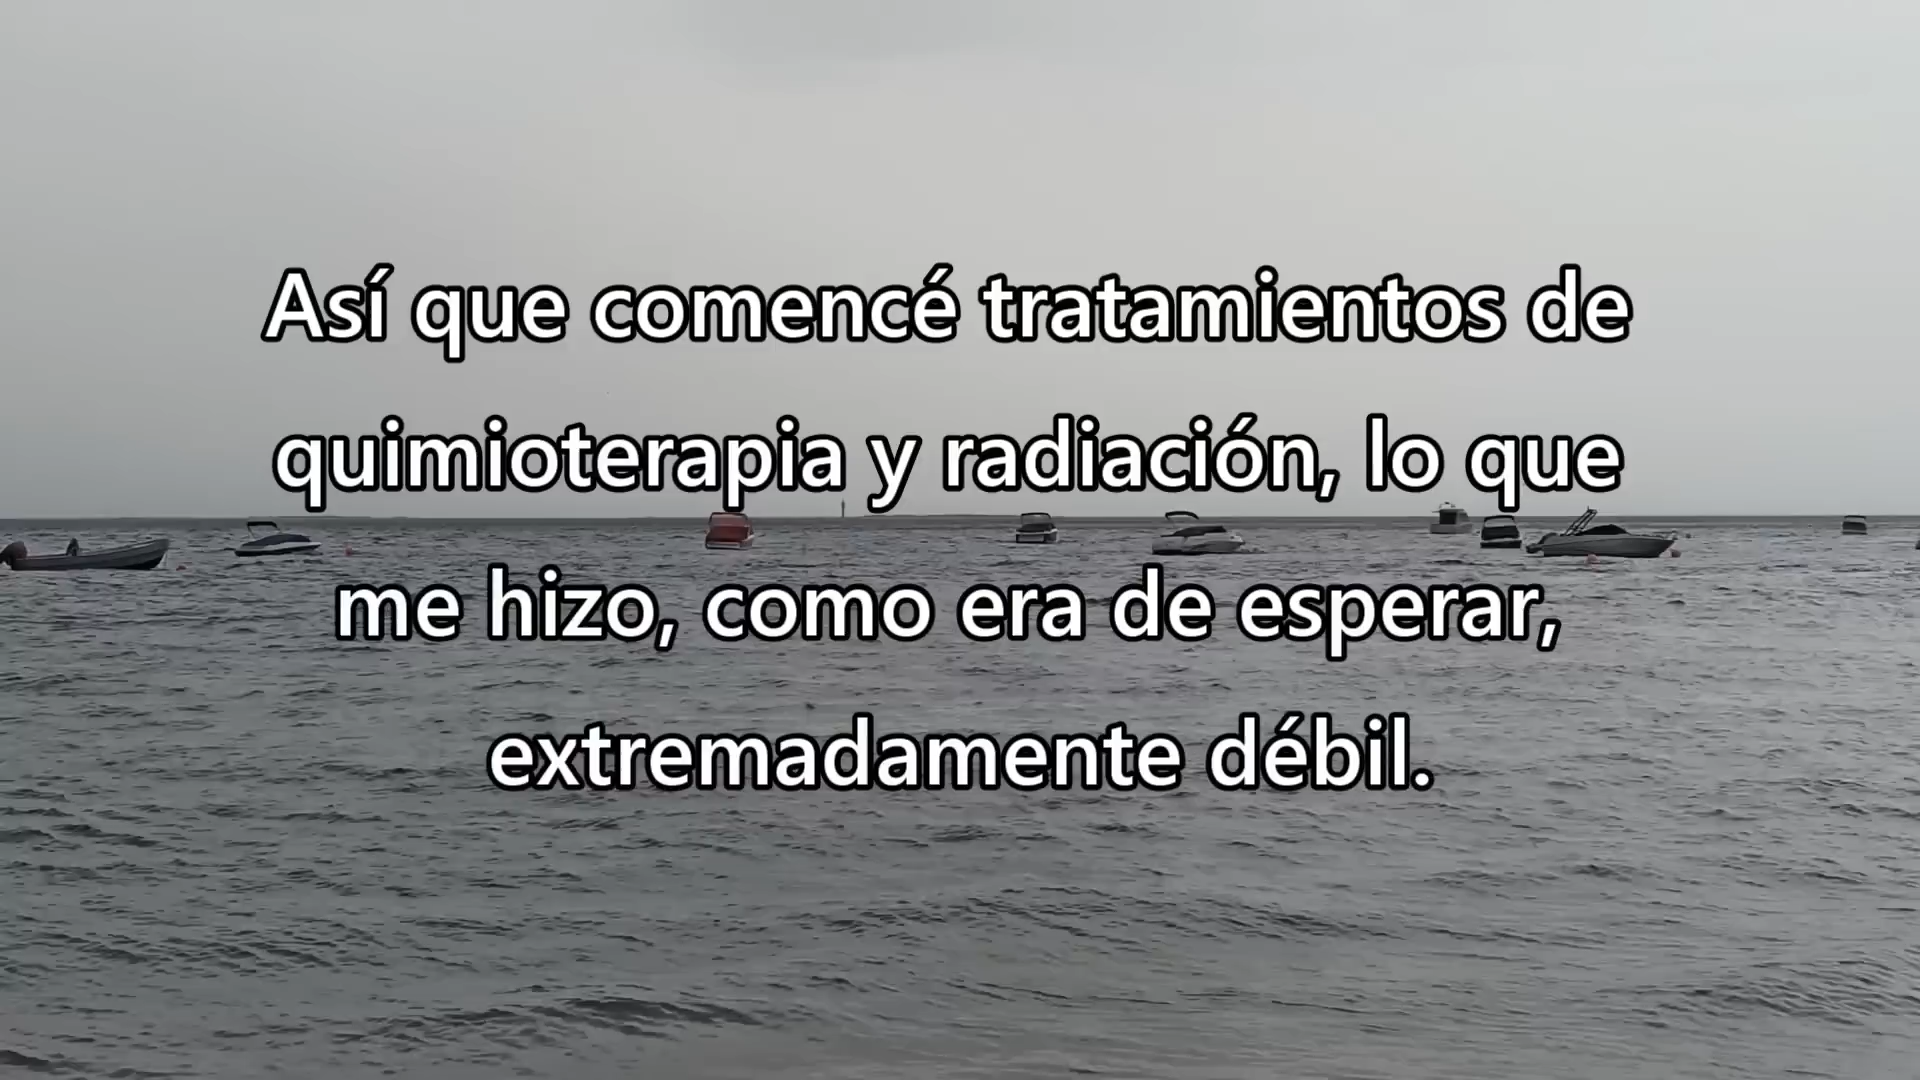 Así que comencé tratamientos de
quimioterapia y radiación, lo que
me hizo, como era de esperar,
extremadamente débil.